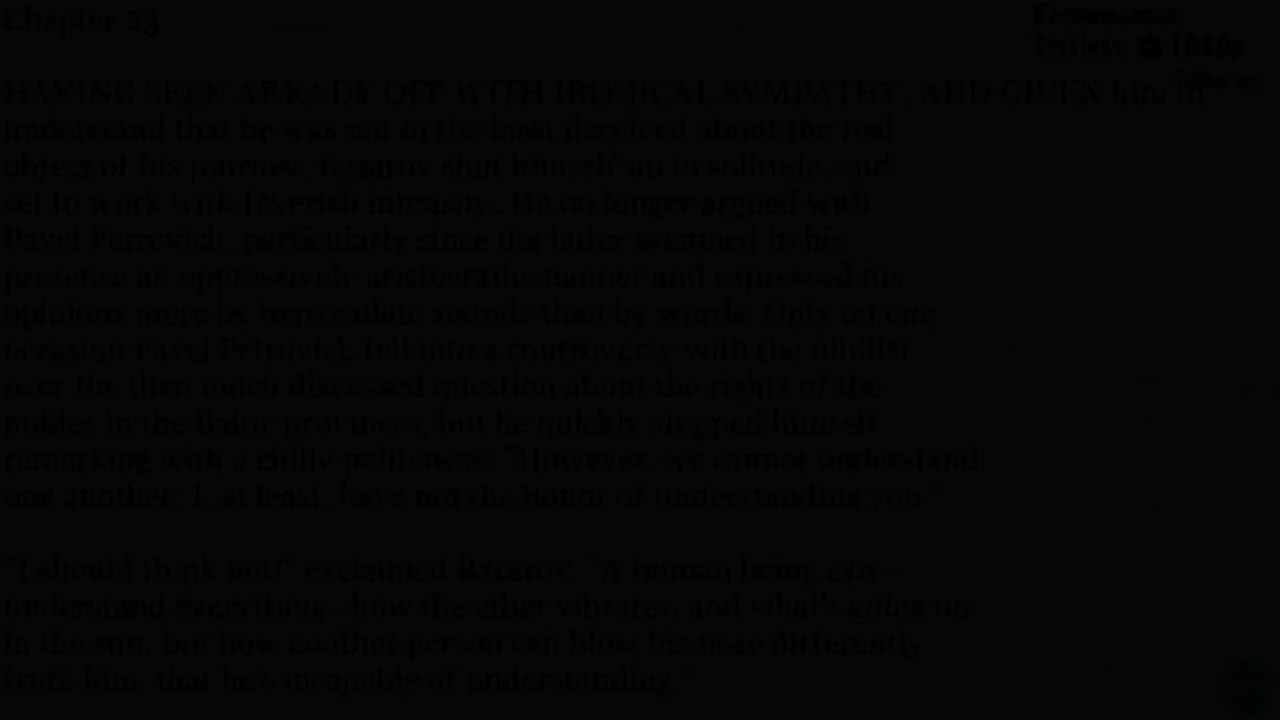 Chapter 23
Recommended
Settings: 1080p
HAVING SEEN ARKADY OFF WITH IRONICAL SYMPATHY, AND GIVEN him to
understand that he was not in the least deceived about the real
object of his journey, Bazarov shut himself up in solitude, and
set to work with feverish intensity. He no longer argued with
Pavel Petrovich, particularly since the latter assumed in his
presence an oppressively aristocratic manner and expressed his
opinions more by inarticulate sounds than by words. Only on one
occasion Pavel Petrovich fell into a controversy with the nihilist
over the then much discussed question about the rights of the
nobles in the Baltic provinces, but he quickly stopped himself
remarking with a chilly politeness: "However, we cannot understand
one another; I, at least, have not the honor of understanding you."
"I should think not!" exclaimed Bazarov. "A human being can
understand everything--how the ether vibrates, and what's going on
in the sun, but how another person can blow his nose differently
from him, that he's incapable of understanding."